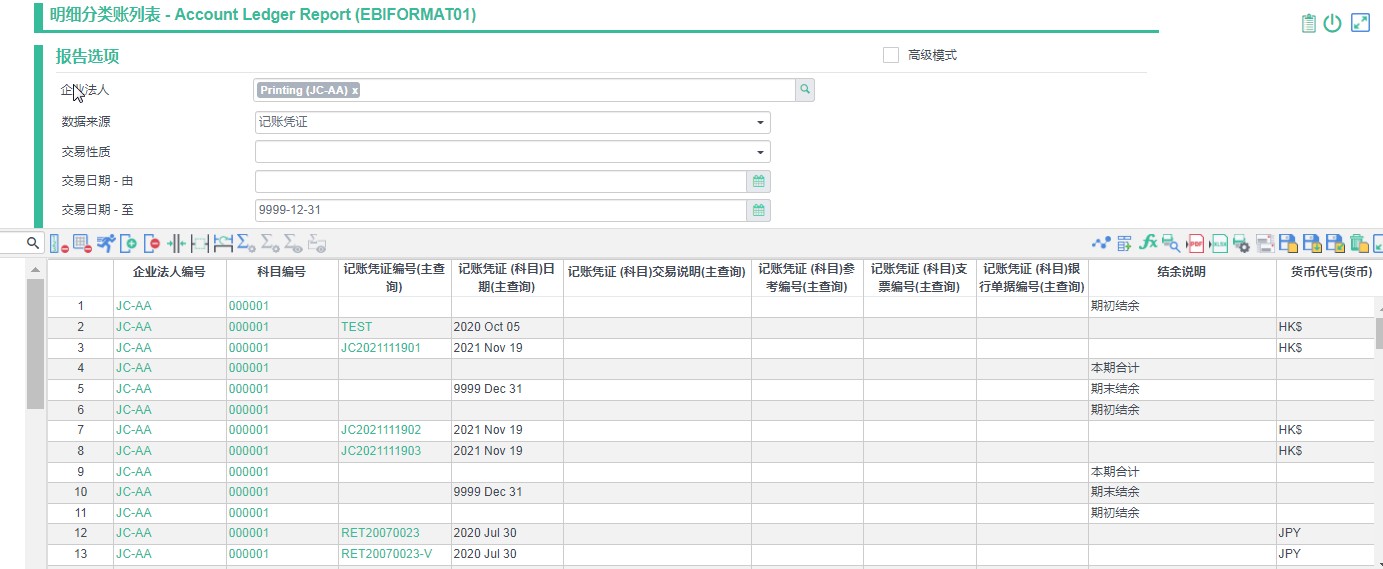 明细分类账列表 - Account Ledger Report (EBIFORMAT01)
报告选项
高级模式
企业法人 Printing (JC-AA) x
数据来源 记账凭证
交易性质
交易日期 - 由
交易日期 - 至 9999-12-31
企业法人编号 科目编号 记账凭证编号(主查询) 记账凭证 (科目)日期(主查询) 记账凭证 (科目)交易说明(主查询) 记账凭证 (科目)参考编号(主查询) 记账凭证 (科目)支票编号(主查询) 记账凭证 (科目)银行单据编号(主查询) 结余说明 货币代号(货币)
1 JC-AA 000001 期初结余
2 JC-AA 000001 TEST 2020 Oct 05 HK$
3 JC-AA 000001 JC2021111901 2021 Nov 19 HK$
4 JC-AA 000001 本期合计
5 JC-AA 000001 9999 Dec 31 期末结余
6 JC-AA 000001 期初结余
7 JC-AA 000001 JC2021111902 2021 Nov 19 HK$
8 JC-AA 000001 JC2021111903 2021 Nov 19 HK$
9 JC-AA 000001 本期合计
10 JC-AA 000001 9999 Dec 31 期末结余
11 JC-AA 000001 期初结余
12 JC-AA 000001 RET20070023 2020 Jul 30 JPY
13 JC-AA 000001 RET20070023-V 2020 Jul 30 JPY